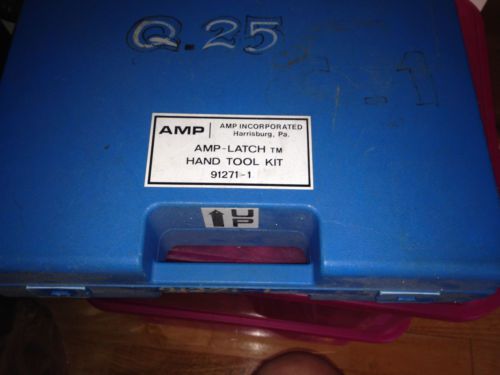 Q.25
AMP
AMP INCORPORATED
Harrisburg, Pa.
AMP-LATCH TM
HAND TOOL KIT
91271-1
UP